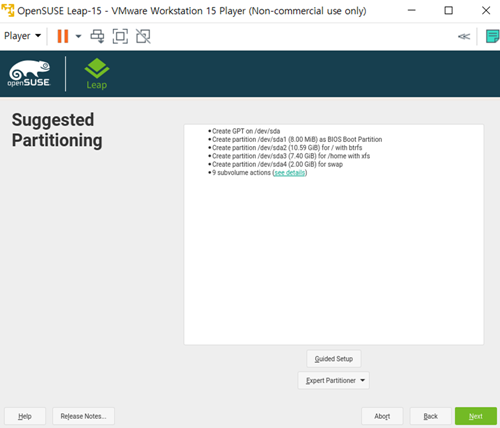 OpenSUSE Leap-15 - VMware Workstation 15 Player (Non-commercial use only)
Player
openSUSE.
Leap
Suggested
Partitioning
Create GPT on /dev/sda
Create partition /dev/sda1 (8.00 MiB) as BIOS Boot Partition
Create partition /dev/sda2 (10.59 GiB) for / with btrfs
Create partition /dev/sda3 (7.40 GiB) for /home with xfs
Create partition /dev/sda4 (2.00 GiB) for swap
9 subvolume actions (see details)
Guided Setup
Expert Partitioner
Help Release Notes... Abort Back Next